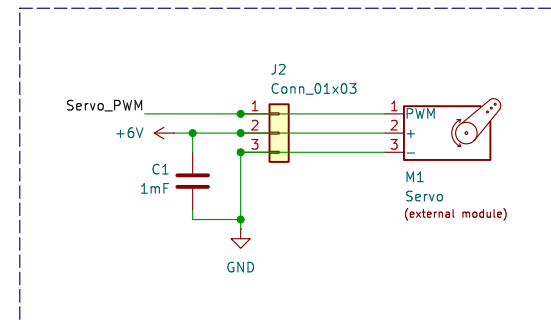 J2
Conn_01x03
Servo_PWM
1
1
PWM
+6V
2
2
+
3
3
-
C1
1mF
M1
Servo
(external module)
GND